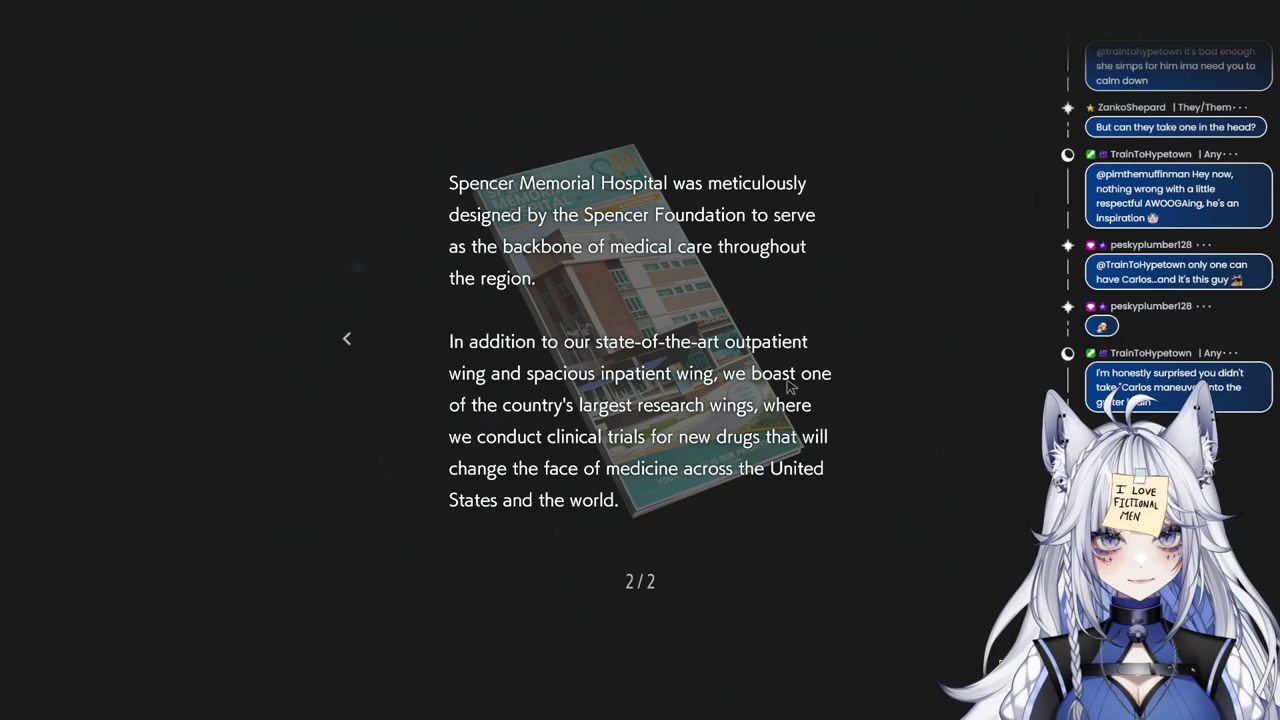 Spencer Memorial Hospital was meticulously
designed by the Spencer Foundation to serve
as the backbone of medical care throughout
the region.
In addition to our state-of-the-art outpatient
wing and spacious inpatient wing, we boast one
of the country's largest research wings, where
we conduct clinical trials for new drugs that will
change the face of medicine across the United
States and the world.
2 / 2
@traintohypetown it's bad enough
she simps for him ima need you to
calm down
ZankoShepard | They/Them···
But can they take one in the head?
TrainToHypetown | Any···
@pimthemuffinman Hey now,
nothing wrong with a little
respectful AWOOGAing, he's an
inspiration
peskyplumber128 ···
@TrainToHypetown only one can
have Carlos...and it's this guy
peskyplumber128 ···
TrainToHypetown | Any···
I'm honestly surprised you didn't
take "Carlos maneuver" into the
I LOVE
FICTIONAL
MEN